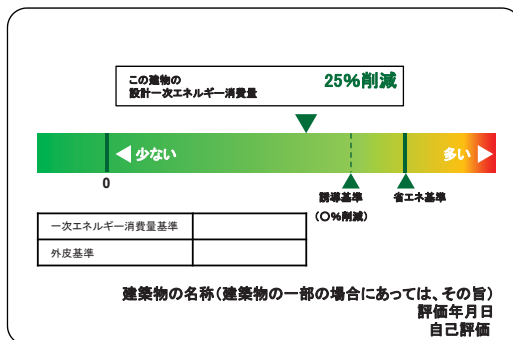 この建物の
設計一次エネルギー消費量
25%削減
少ない
多い
0
誘導基準
(〇%削減)
省エネ基準
一次エネルギー消費量基準
外皮基準
建築物の名称(建築物の一部の場合にあっては、その旨)
評価年月日
自己評価